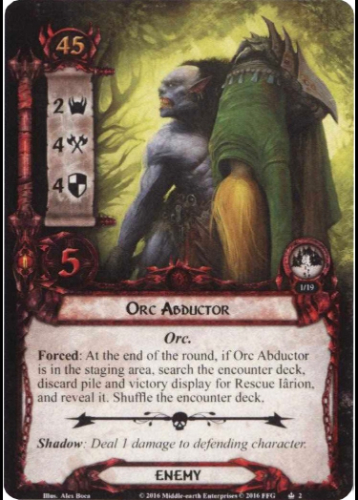 45
2
4
4
5
1/19
ORC ABDUCTOR
Orc.
Forced: At the end of the round, if Orc Abductor
is in the staging area, search the encounter deck,
discard pile and victory display for Rescue Iârion,
and reveal it. Shuffle the encounter deck.
Shadow: Deal 1 damage to defending character.
ENEMY
Illus. Alex Boca
© 2016 Middle-earth Enterprises © 2016 FFG
2